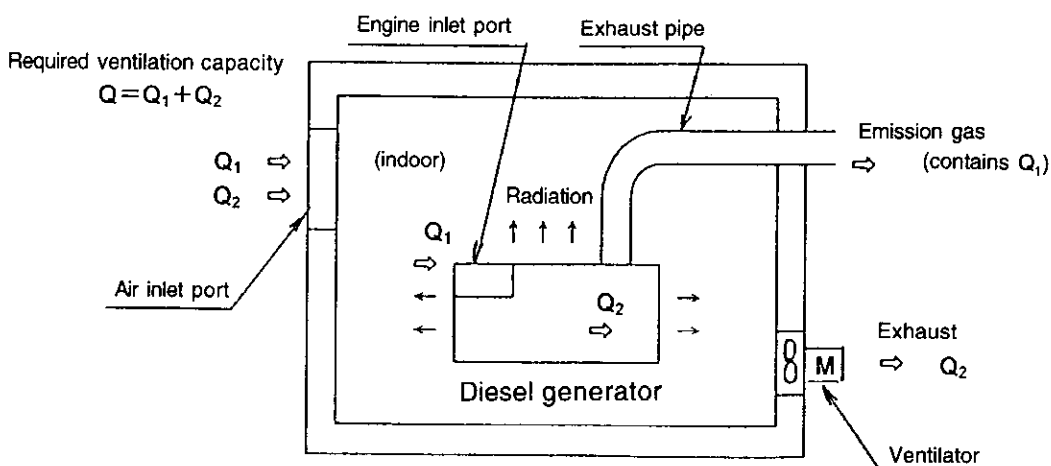 Engine inlet port
Exhaust pipe
Required ventilation capacity
Q=Q₁+Q₂
Emission gas
(contains Q₁)
Q₁
Q₂
(indoor)
Radiation
Q₁
Air inlet port
Q₂
Exhaust
Q₂
M
Diesel generator
Ventilator